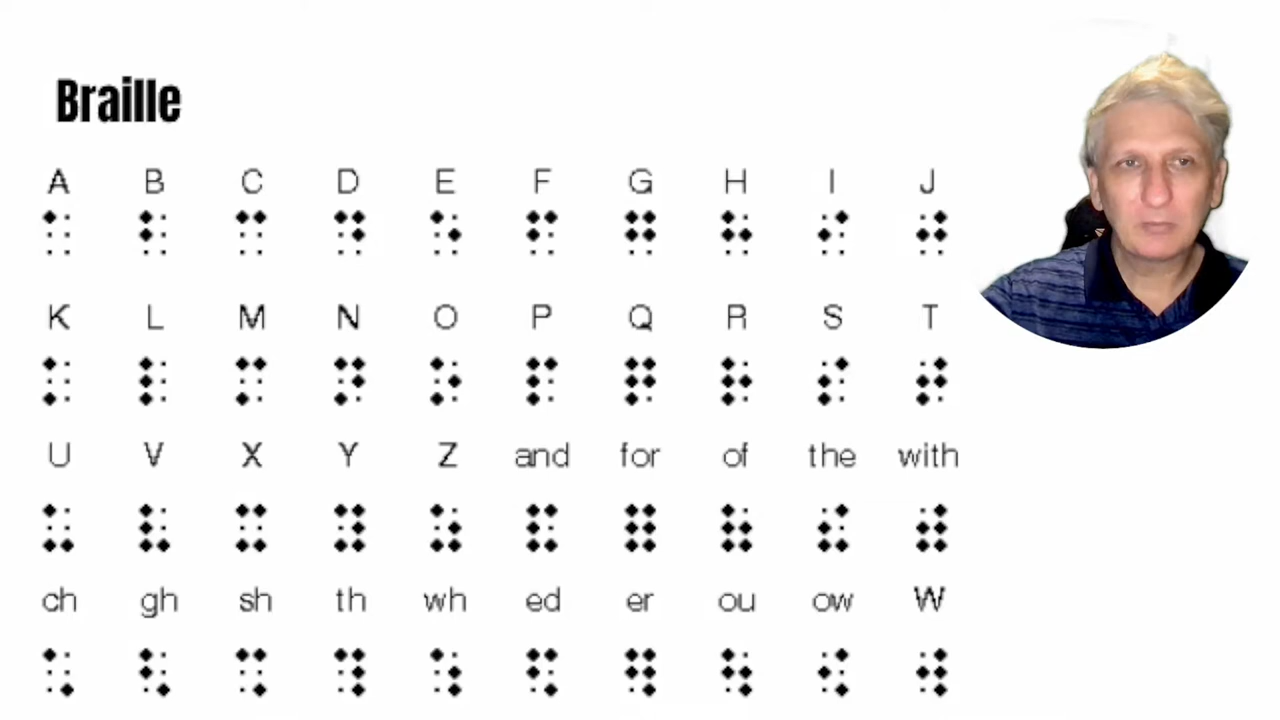 Braille
A B C D E F G H I J
⠁ ⠃ ⠉ ⠙ ⠑ ⠋ ⠛ ⠓ ⠊ ⠚
K L M N O P Q R S T
⠅ ⠇ ⠍ ⠝ ⠕ ⠏ ⠟ ⠗ ⠎ ⠞
U V X Y Z and for of the with
⠥ ⠧ ⠭ ⠽ ⠵ ⠯ ⠿ ⠷ ⠮ ⠾
ch gh sh th wh ed er ou ow W
⠡ ⠣ ⠩ ⠹ ⠱ ⠫ ⠻ ⠳ ⠪ ⠺